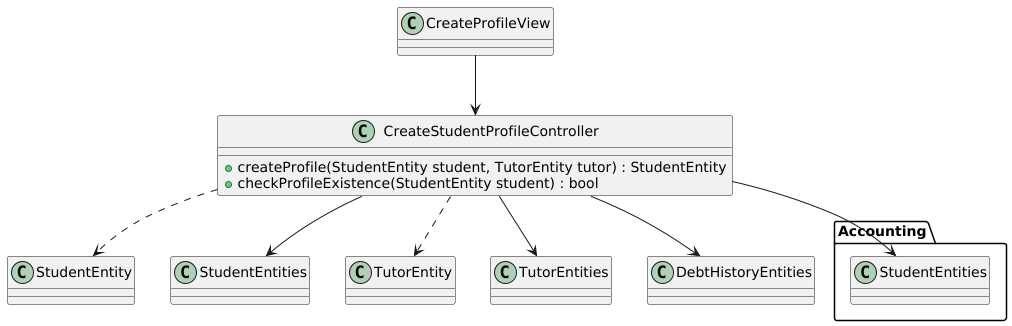 C CreateProfileView
C CreateStudentProfileController
createProfile(StudentEntity student, TutorEntity tutor) : StudentEntity
checkProfileExistence(StudentEntity student) : bool
Accounting
C StudentEntity
C StudentEntities
C TutorEntity
C TutorEntities
C DebtHistoryEntities
C StudentEntities